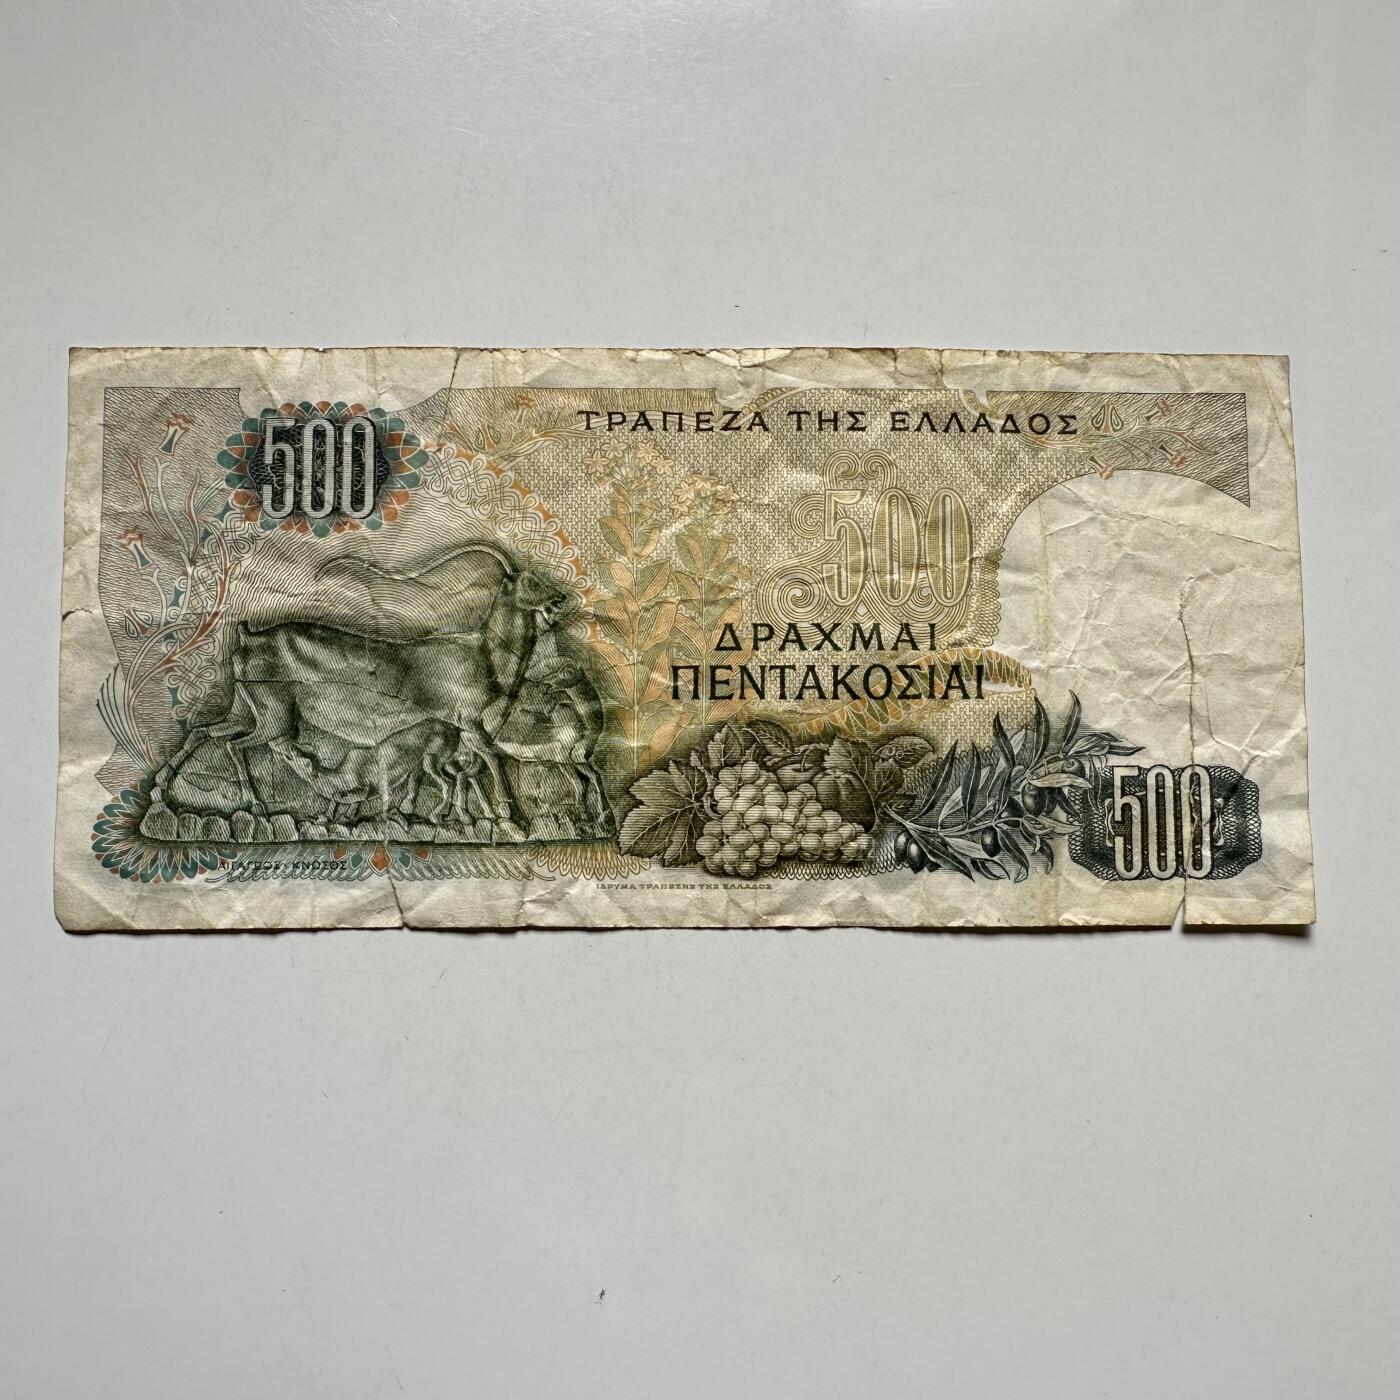 ΤΡΑΠΕΖΑ ΤΗΣ ΕΛΛΑΔΟΣ
500
500
ΔΡΑΧΜΑΙ
ΠΕΝΤΑΚΟΣΙΑΙ
500
ΑΙΓΑΓΡΟΣ - ΚΝΩΣΟΣ
ΙΔΡΥΜΑ ΤΡΑΠΕΖΗΣ ΤΗΣ ΕΛΛΑΔΟΣ